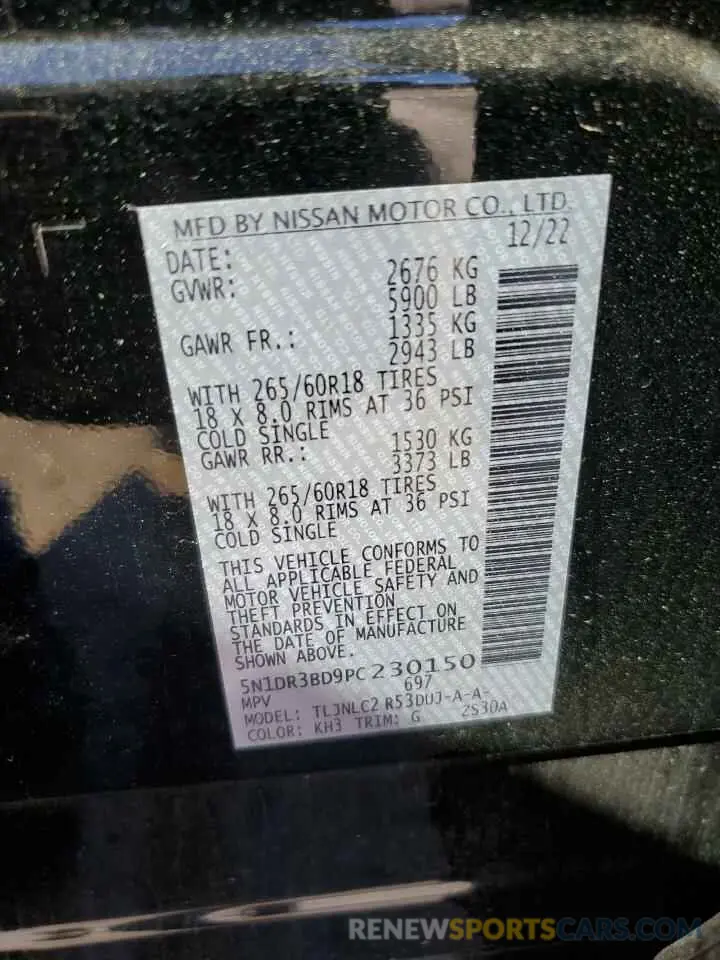 MFD BY NISSAN MOTOR CO., LTD.
DATE: 12/22
GVWR: 2676 KG
5900 LB
GAWR FR.: 1335 KG
2943 LB
WITH 265/60R18 TIRES
18 X 8.0 RIMS AT 36 PSI
COLD SINGLE
GAWR RR.: 1530 KG
3373 LB
WITH 265/60R18 TIRES
18 X 8.0 RIMS AT 36 PSI
COLD SINGLE
THIS VEHICLE CONFORMS TO
ALL APPLICABLE FEDERAL
MOTOR VEHICLE SAFETY AND
THEFT PREVENTION
STANDARDS IN EFFECT ON
THE DATE OF MANUFACTURE
SHOWN ABOVE.
5N1DR3BD9PC230150
MPV 697
MODEL: TLJNLC2 R53DUJ-A-A-
COLOR: KH3 TRIM: G 2S30A
RENEWSPORTSCARS.COM